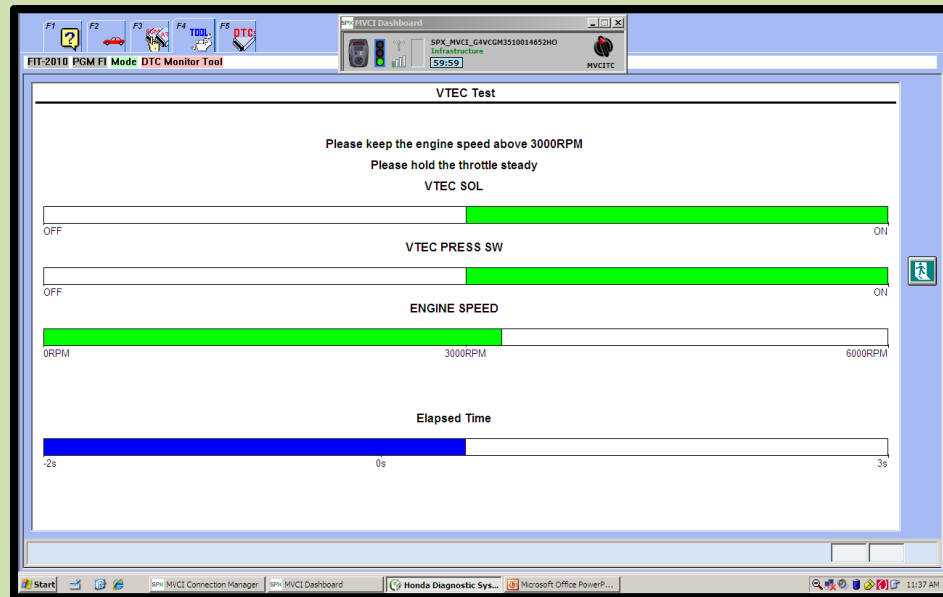 F1
F2
F3
F4
F5
TOOL
DTC
SPX MVCI Dashboard
SPX_MVCI_G4VCGM3510014652HO
Infrastructure
59:59
MVCITC
FIT-2010 PGM FI Mode DTC Monitor Tool
VTEC Test
Please keep the engine speed above 3000RPM
Please hold the throttle steady
VTEC SOL
OFF ON
VTEC PRESS SW
OFF ON
ENGINE SPEED
0RPM 3000RPM 6000RPM
Elapsed Time
-2s 0s 3s
Start SPX MVCI Connection Manager SPX MVCI Dashboard Honda Diagnostic Sys... Microsoft Office PowerP... 11:37 AM